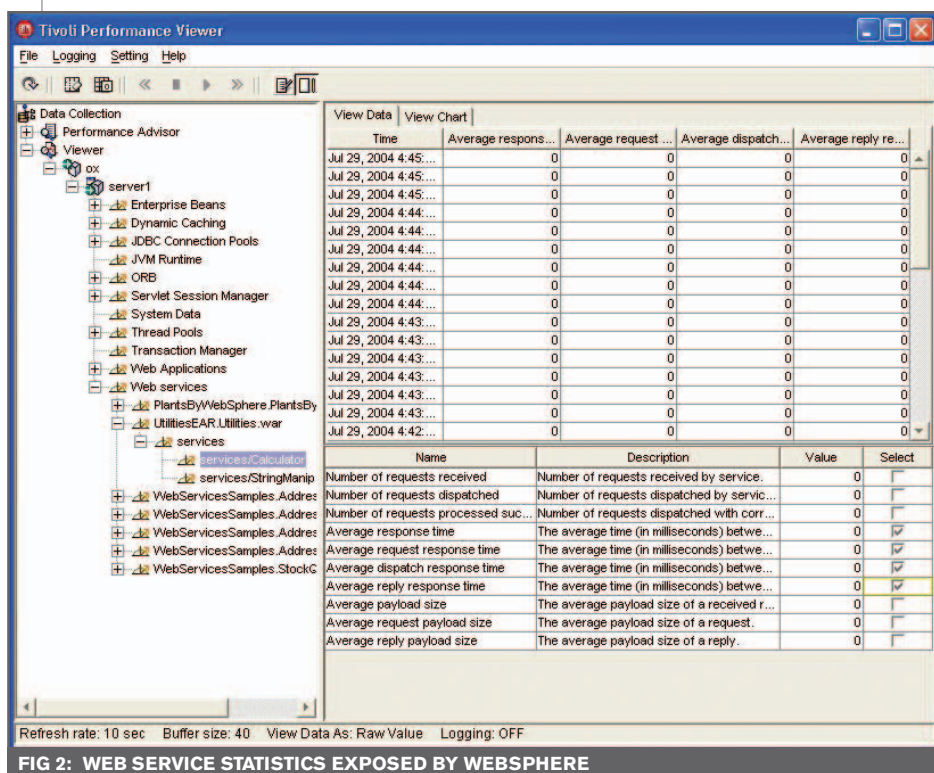 Tivoli Performance Viewer
File Logging Setting Help
Data Collection
Performance Advisor
Viewer
ox
server1
Enterprise Beans
Dynamic Caching
JDBC Connection Pools
JVM Runtime
ORB
Servlet Session Manager
System Data
Thread Pools
Transaction Manager
Web Applications
Web services
PlantsByWebSphere.PlantsBy
UtilitiesEAR.Utilities.war
services
services/Calculator
services/StringManip
WebServicesSamples.Addres
WebServicesSamples.Addres
WebServicesSamples.Addres
WebServicesSamples.Addres
WebServicesSamples.StockG
View Data View Chart
Time Average respons... Average request ... Average dispatch... Average reply re...
Jul 29, 2004 4:45:... 0 0 0 0
Jul 29, 2004 4:45:... 0 0 0 0
Jul 29, 2004 4:45:... 0 0 0 0
Jul 29, 2004 4:44:... 0 0 0 0
Jul 29, 2004 4:44:... 0 0 0 0
Jul 29, 2004 4:44:... 0 0 0 0
Jul 29, 2004 4:44:... 0 0 0 0
Jul 29, 2004 4:44:... 0 0 0 0
Jul 29, 2004 4:44:... 0 0 0 0
Jul 29, 2004 4:43:... 0 0 0 0
Jul 29, 2004 4:43:... 0 0 0 0
Jul 29, 2004 4:43:... 0 0 0 0
Jul 29, 2004 4:43:... 0 0 0 0
Jul 29, 2004 4:43:... 0 0 0 0
Jul 29, 2004 4:43:... 0 0 0 0
Jul 29, 2004 4:42:... 0 0 0 0
Name Description Value Select
Number of requests received Number of requests received by service. 0
Number of requests dispatched Number of requests dispatched by servic... 0
Number of requests processed suc... Number of requests dispatched with corr... 0
Average response time The average time (in milliseconds) betwe... 0
Average request response time The average time (in milliseconds) betwe... 0
Average dispatch response time The average time (in milliseconds) betwe... 0
Average reply response time The average time (in milliseconds) betwe... 0
Average payload size The average payload size of a received r... 0
Average request payload size The average payload size of a request. 0
Average reply payload size The average payload size of a reply. 0
Refresh rate: 10 sec Buffer size: 40 View Data As: Raw Value Logging: OFF
FIG 2: WEB SERVICE STATISTICS EXPOSED BY WEBSPHERE